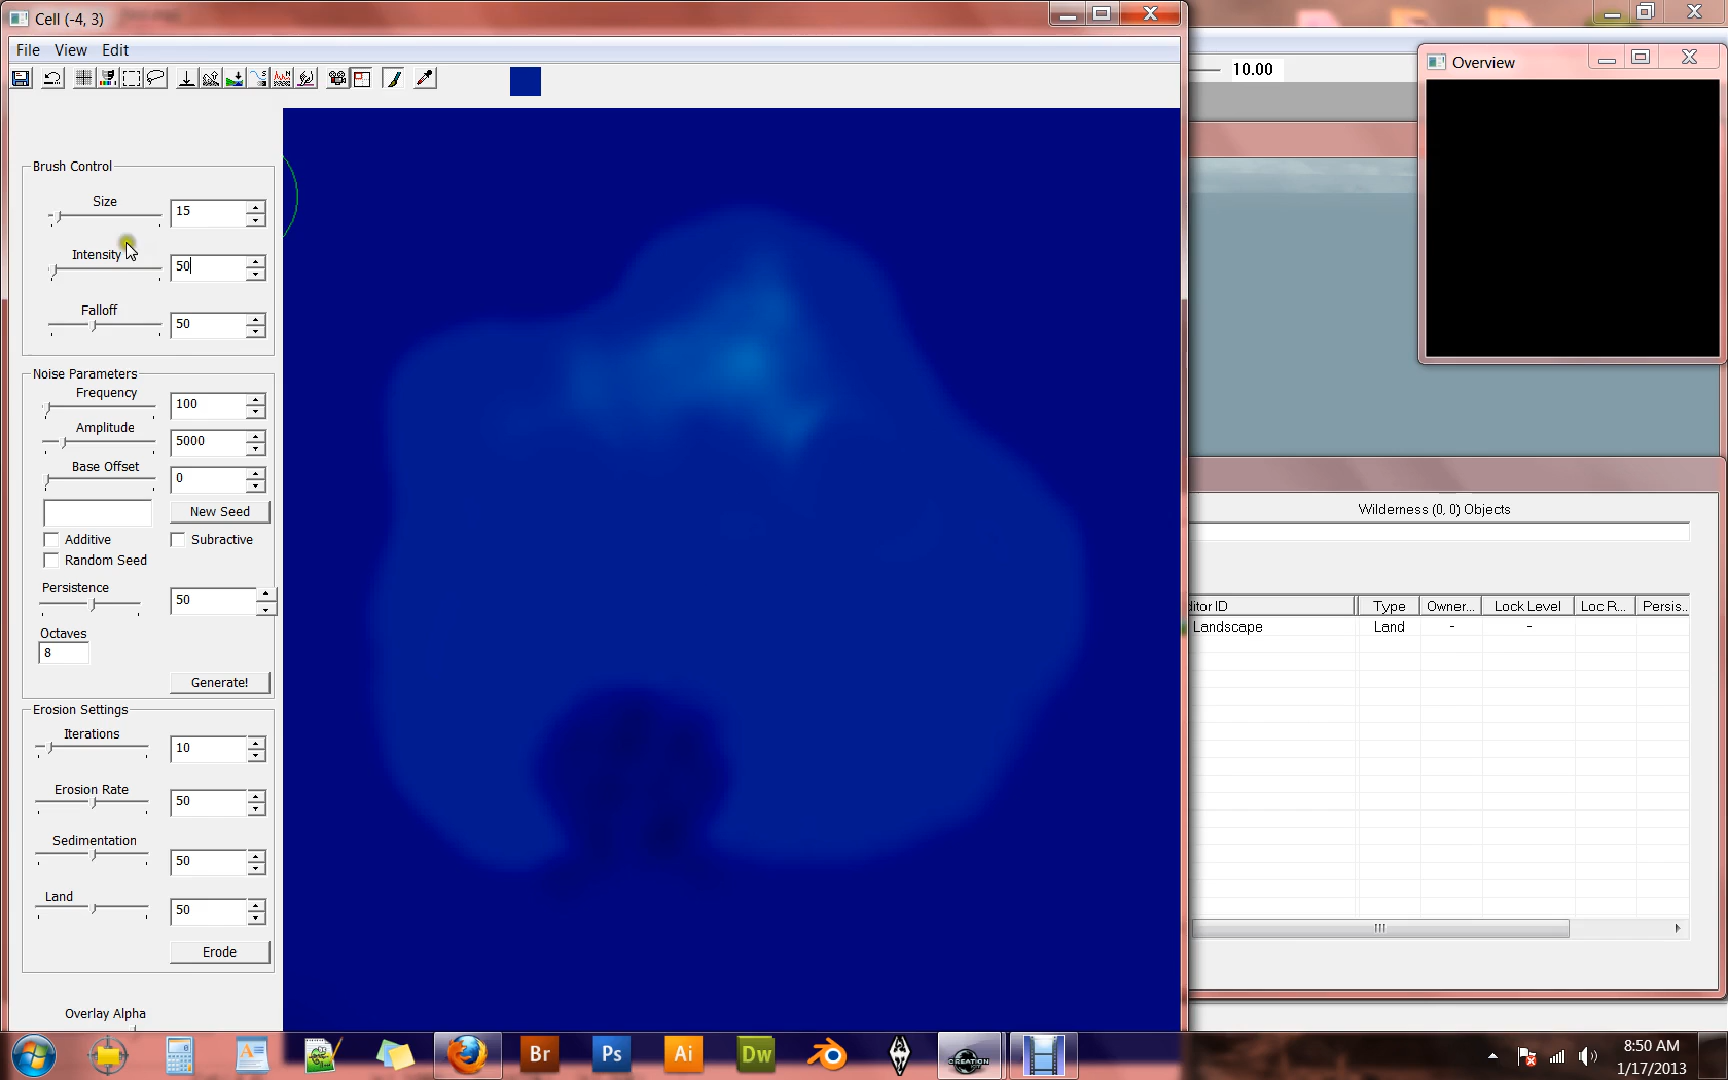 Cell (-4, 3)
File View Edit
10.00
Overview
Brush Control
Size
15
Intensity
50
Falloff
50
Noise Parameters
Frequency
100
Amplitude
5000
Base Offset
0
New Seed
Additive
Subractive
Random Seed
Persistence
50
Octaves
8
Generate!
Erosion Settings
Iterations
10
Erosion Rate
50
Sedimentation
50
Land
50
Erode
Overlay Alpha
Wilderness (0, 0) Objects
ditor ID Type Owner... Lock Level Loc R... Persis..
Landscape Land - -
Br Ps Ai Dw
CREATION
8:50 AM
1/17/2013